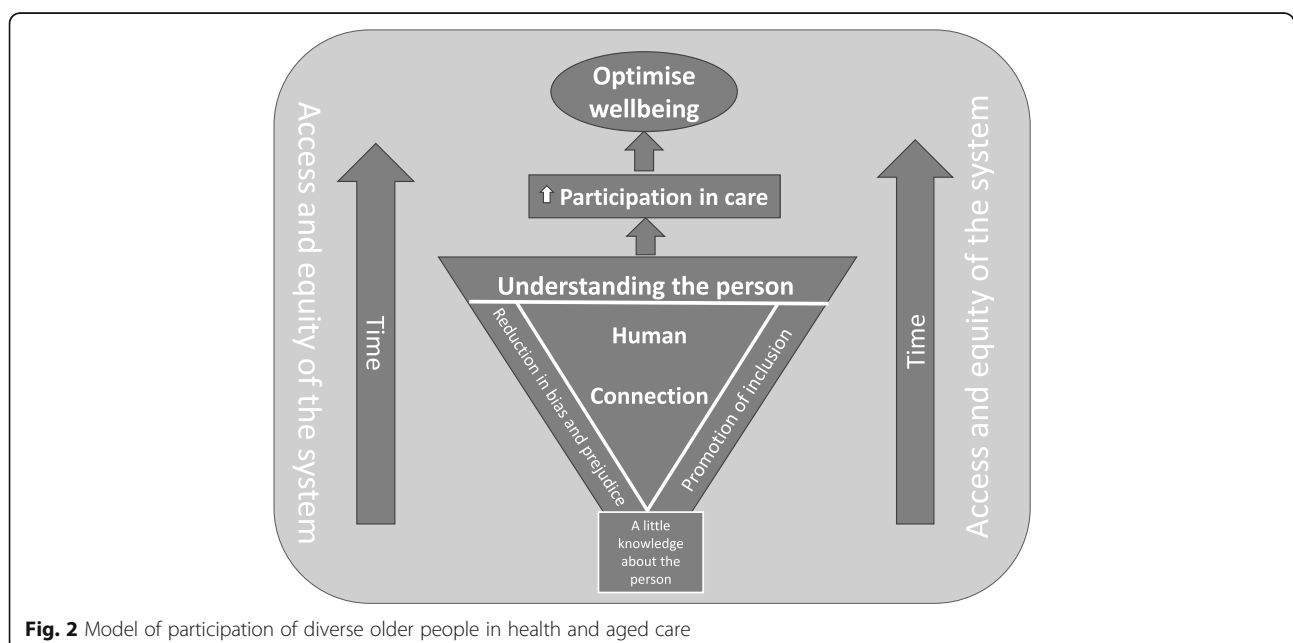 Optimise
wellbeing
⬆ Participation in care
Understanding the person
Human
Connection
Reduction in bias and prejudice
Promotion of inclusion
A little
knowledge
about the
person
Time
Time
Access and equity of the system
Access and equity of the system
Fig. 2 Model of participation of diverse older people in health and aged care